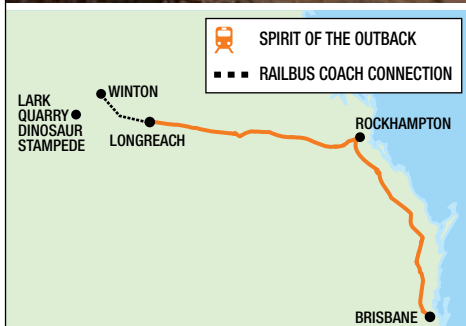 SPIRIT OF THE OUTBACK
RAILBUS COACH CONNECTION
WINTON
LARK
QUARRY
DINOSAUR
STAMPEDE
LONGREACH
ROCKHAMPTON
BRISBANE